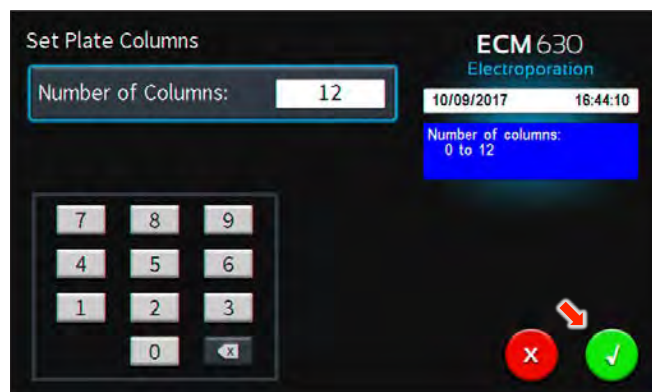 Set Plate Columns
Number of Columns: 12
ECM 630
Electroporation
10/09/2017 16:44:10
Number of columns:
0 to 12
7 8 9
4 5 6
1 2 3
0 x
x